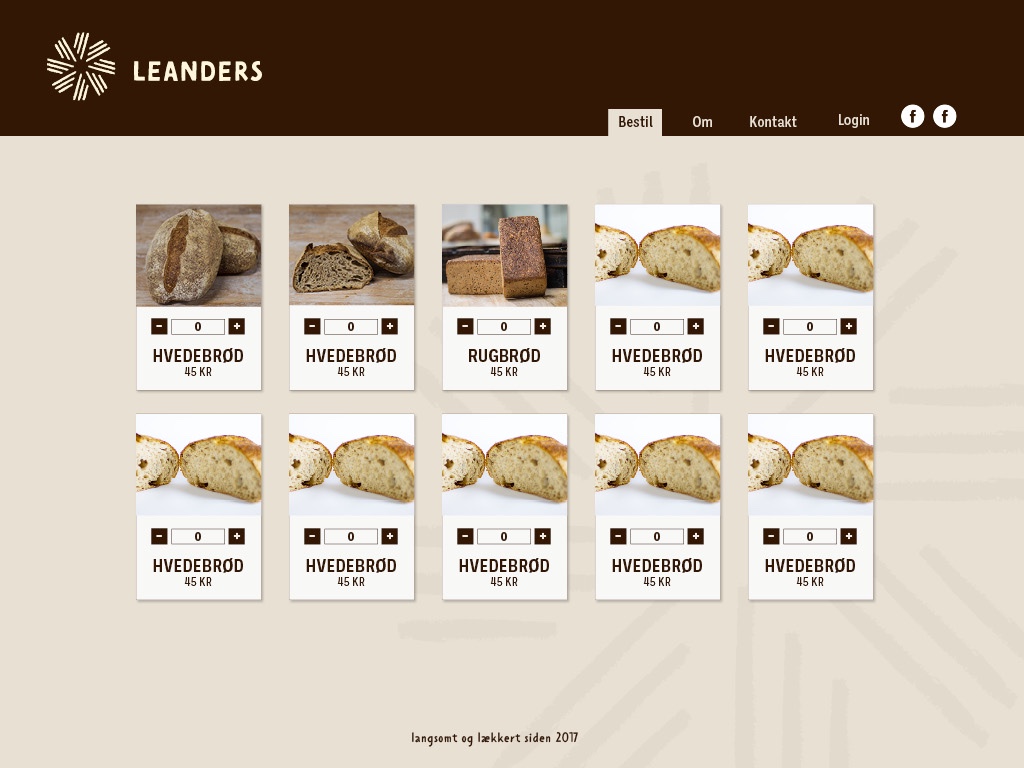 LEANDERS
Bestil Om Kontakt Login f f
- 0 + - 0 + - 0 + - 0 + - 0 +
HVEDEBRØD HVEDEBRØD RUGBRØD HVEDEBRØD HVEDEBRØD
45 KR 45 KR 45 KR 45 KR 45 KR
- 0 + - 0 + - 0 + - 0 + - 0 +
HVEDEBRØD HVEDEBRØD HVEDEBRØD HVEDEBRØD HVEDEBRØD
45 KR 45 KR 45 KR 45 KR 45 KR
langsomt og lækkert siden 2017